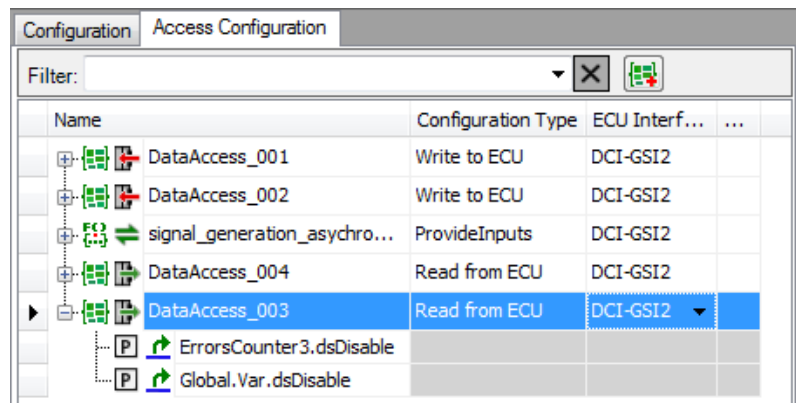 Configuration Access Configuration
Filter:
Name Configuration Type ECU Interf... ...
DataAccess_001 Write to ECU DCI-GSI2
DataAccess_002 Write to ECU DCI-GSI2
signal_generation_asychro... ProvideInputs DCI-GSI2
DataAccess_004 Read from ECU DCI-GSI2
DataAccess_003 Read from ECU DCI-GSI2
P ErrorsCounter3.dsDisable
P Global.Var.dsDisable